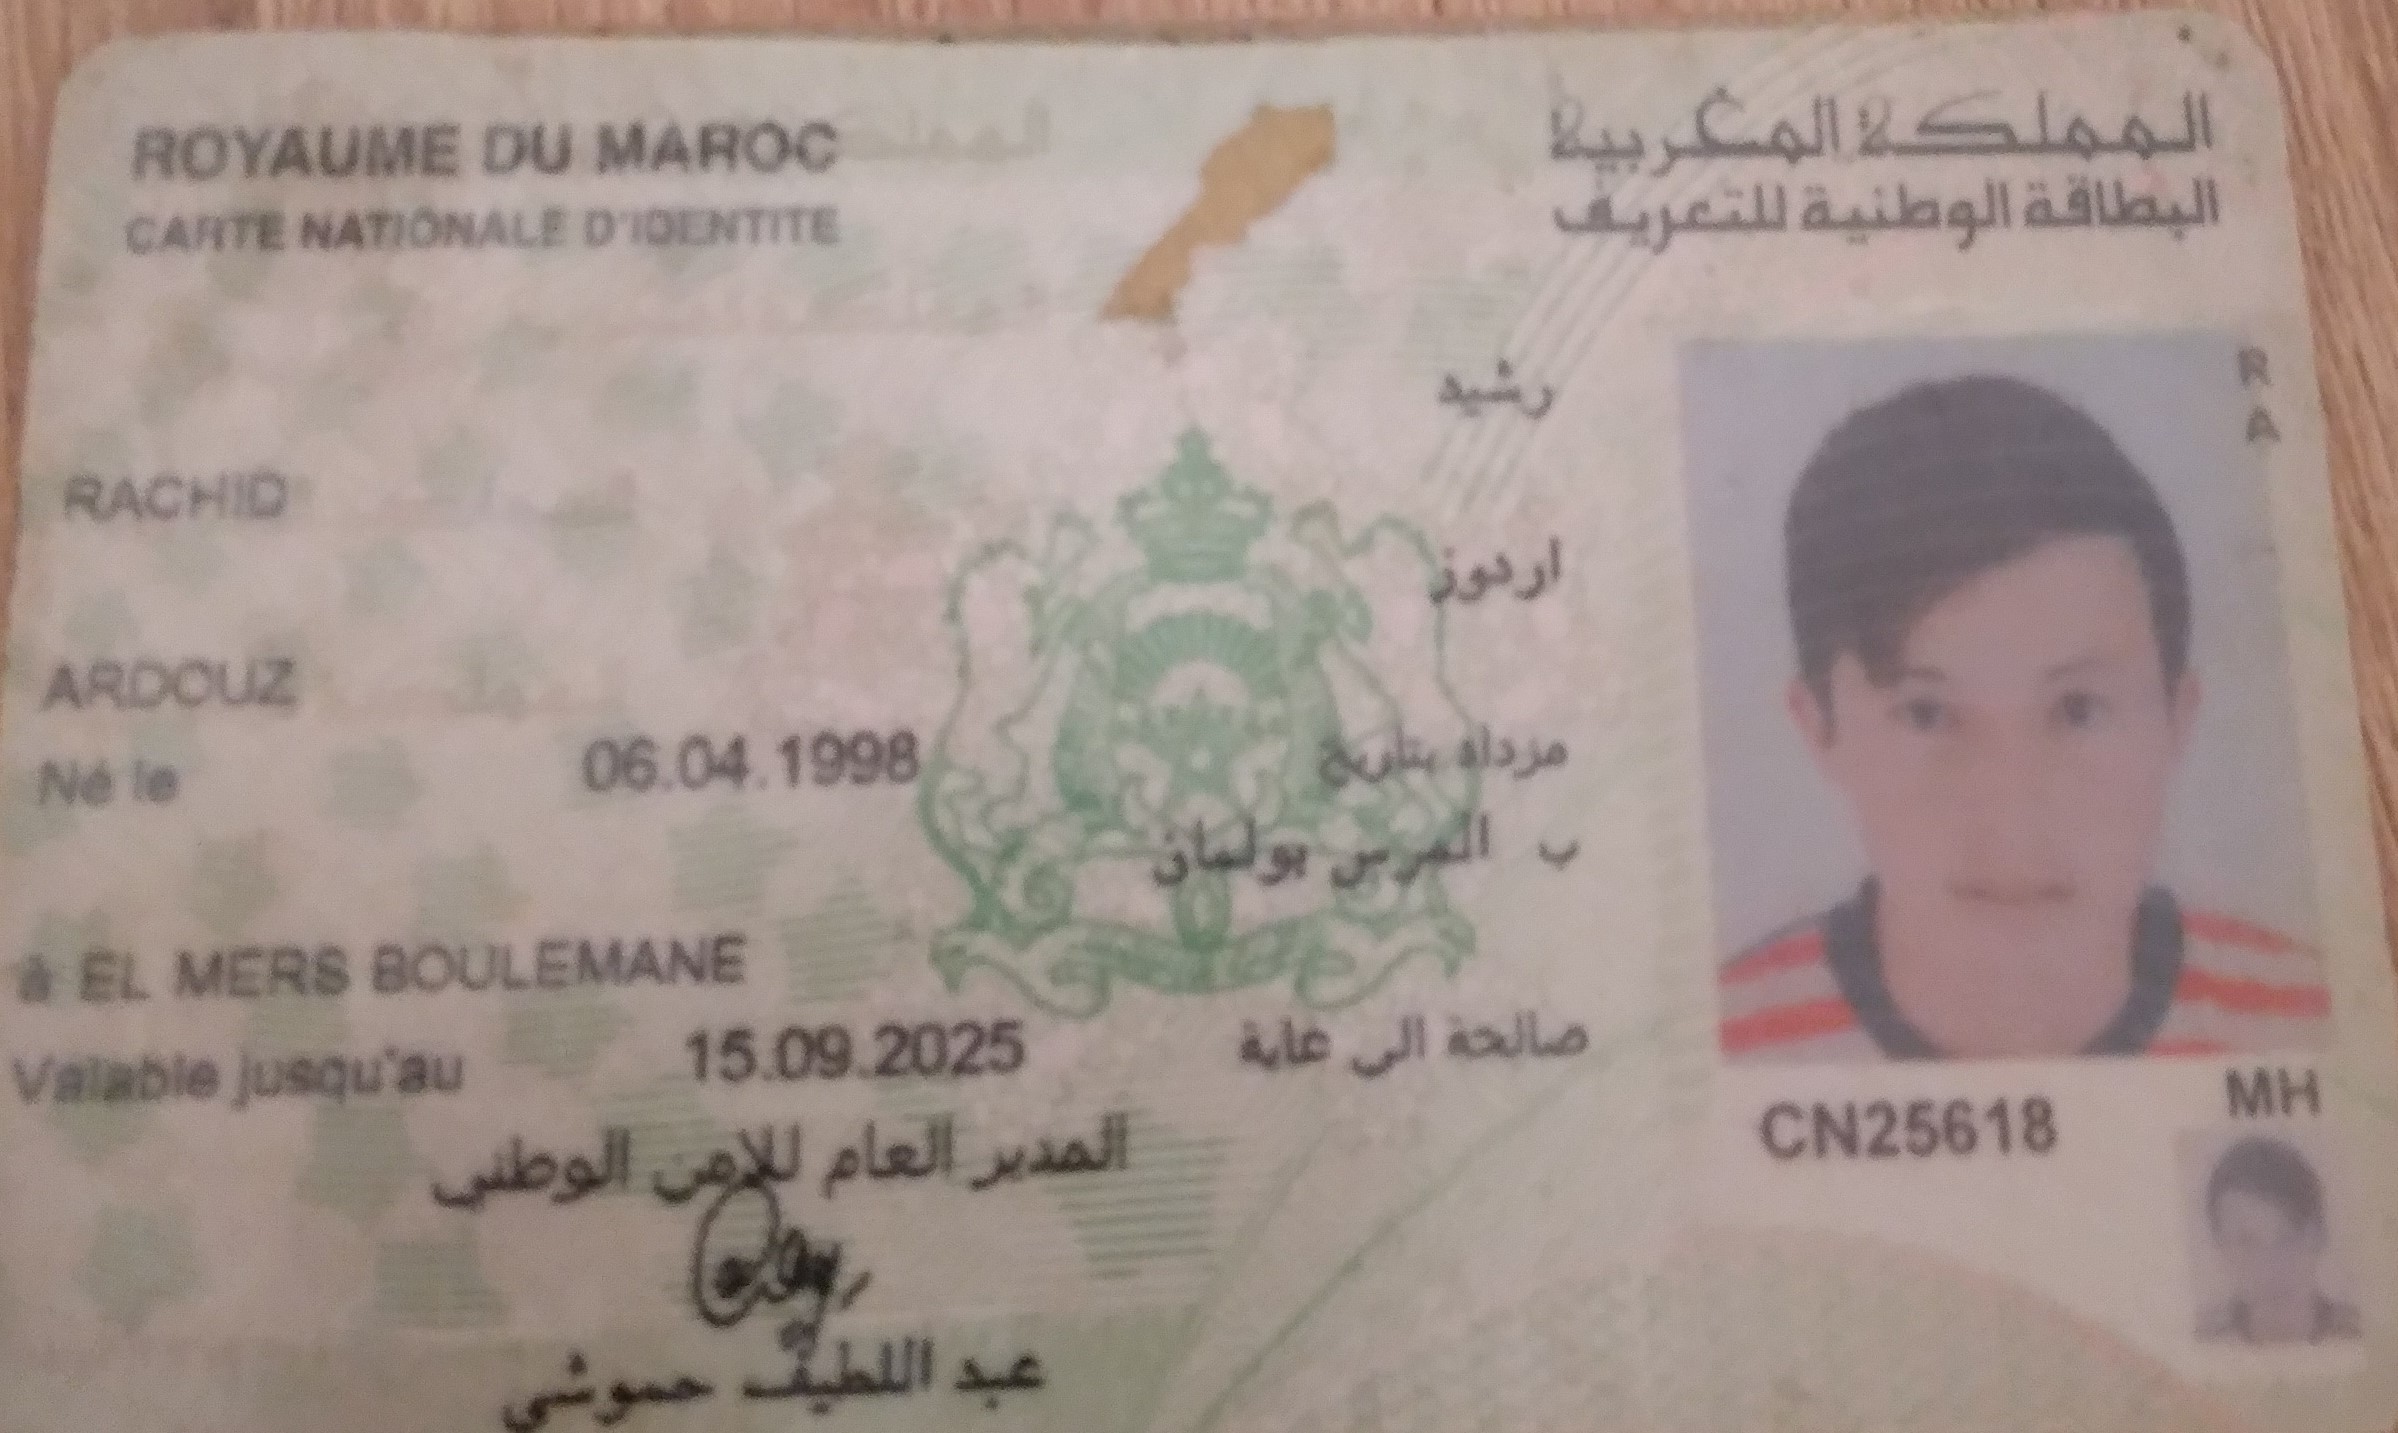 ROYAUME DU MAROC
المملكة المغربية
CARTE NATIONALE D'IDENTITE
البطاقة الوطنية للتعريف
رشيد
RACHID
اردوز
ARDOUZ
Né le 06.04.1998 مزداد بتاريخ
ب المرس بولمان
à EL MERS BOULEMANE
Valable jusqu'au 15.09.2025 صالحة الى غاية
المدير العام للامن الوطني
عبد اللطيف حموشي
R
A
CN25618
MH